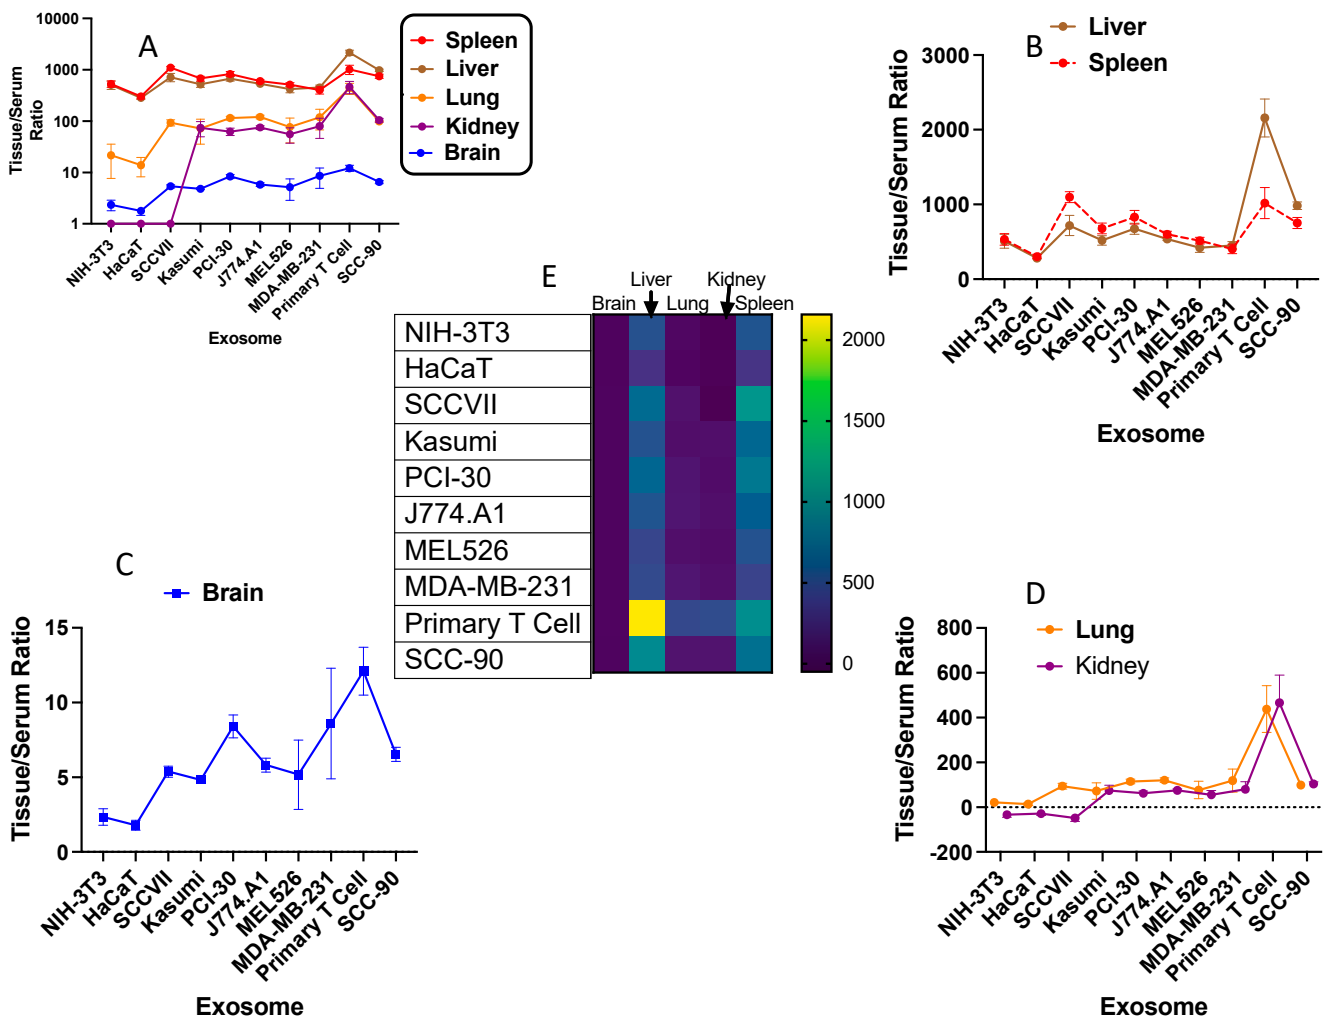 A
10000
1000
100
10
1
Tissue/Serum
Ratio
NIH-3T3
HaCaT
SCCVII
Kasumi
PCI-30
J774.A1
MEL526
MDA-MB-231
Primary T Cell
SCC-90
Exosome
Spleen
Liver
Lung
Kidney
Brain
B
Liver
Spleen
3000
2000
1000
0
Tissue/Serum Ratio
NIH-3T3
HaCaT
SCCVII
Kasumi
PCI-30
J774.A1
MEL526
MDA-MB-231
Primary T Cell
SCC-90
Exosome
E
Liver
Kidney
Brain
Lung
Spleen
NIH-3T3
HaCaT
SCCVII
Kasumi
PCI-30
J774.A1
MEL526
MDA-MB-231
Primary T Cell
SCC-90
2000
1500
1000
500
0
C
Brain
15
10
5
0
Tissue/Serum Ratio
NIH-3T3
HaCaT
SCCVII
Kasumi
PCI-30
J774.A1
MEL526
MDA-MB-231
Primary T Cell
SCC-90
Exosome
D
Lung
Kidney
800
600
400
200
0
-200
Tissue/Serum Ratio
NIH-3T3
HaCaT
SCCVII
Kasumi
PCI-30
J774.A1
MEL526
MDA-MB-231
Primary T Cell
SCC-90
Exosome